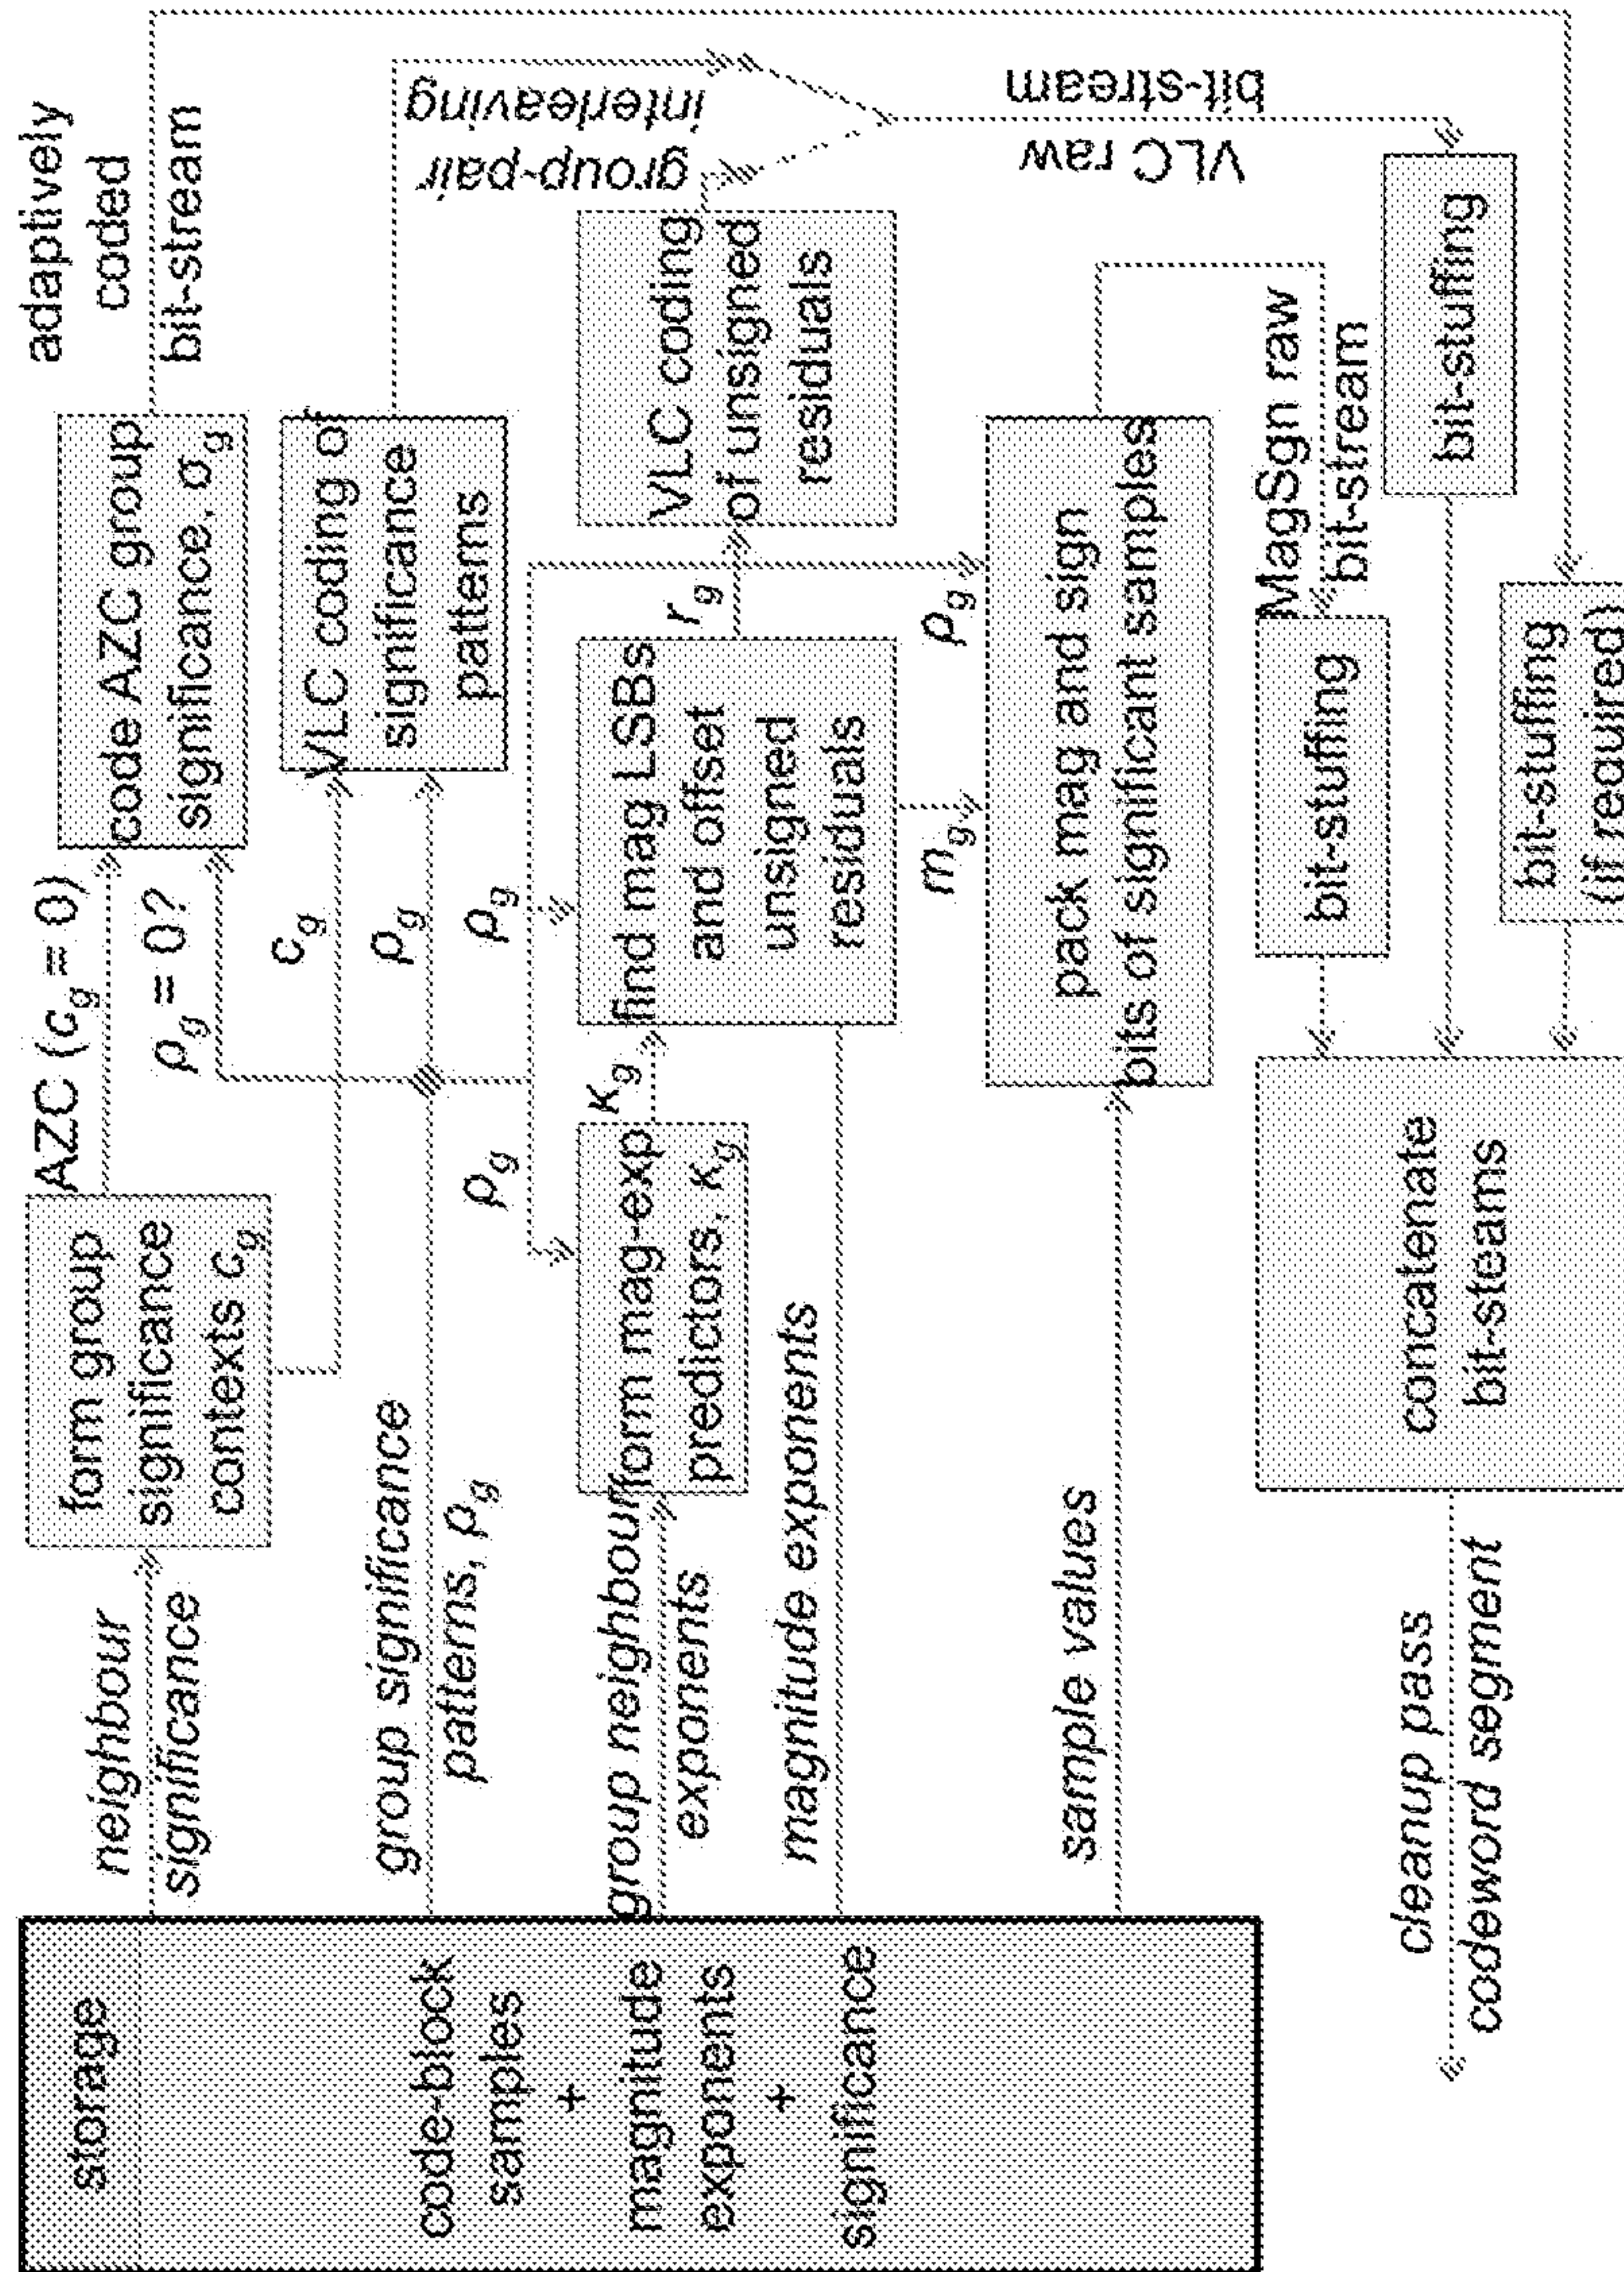 storage
code-block
samples
+
magnitude
exponents
+
significance
neighbour
significance
group significance
patterns, ρg
group neighbour
exponents
magnitude exponents
sample values
cleanup pass
codeword segment
form group
significance
contexts cg
AZC (cg = 0)
ρg = 0?
cg
ρg
ρg
ρg
form mag-exp
predictors, κg
κg
code AZC group
significance, σg
VLC coding of
significance
patterns
find mag LSBs
and offset
unsigned
residuals
rg
mg
ρg
VLC coding
of unsigned
residuals
pack mag and sign
bits of significant samples
adaptively
coded
bit-stream
group-pair
interleaving
VLC raw
bit-stream
MagSgn raw
bit-stream
bit-stuffing
bit-stuffing
bit-stuffing
(if required)
concatenate
bit-steams